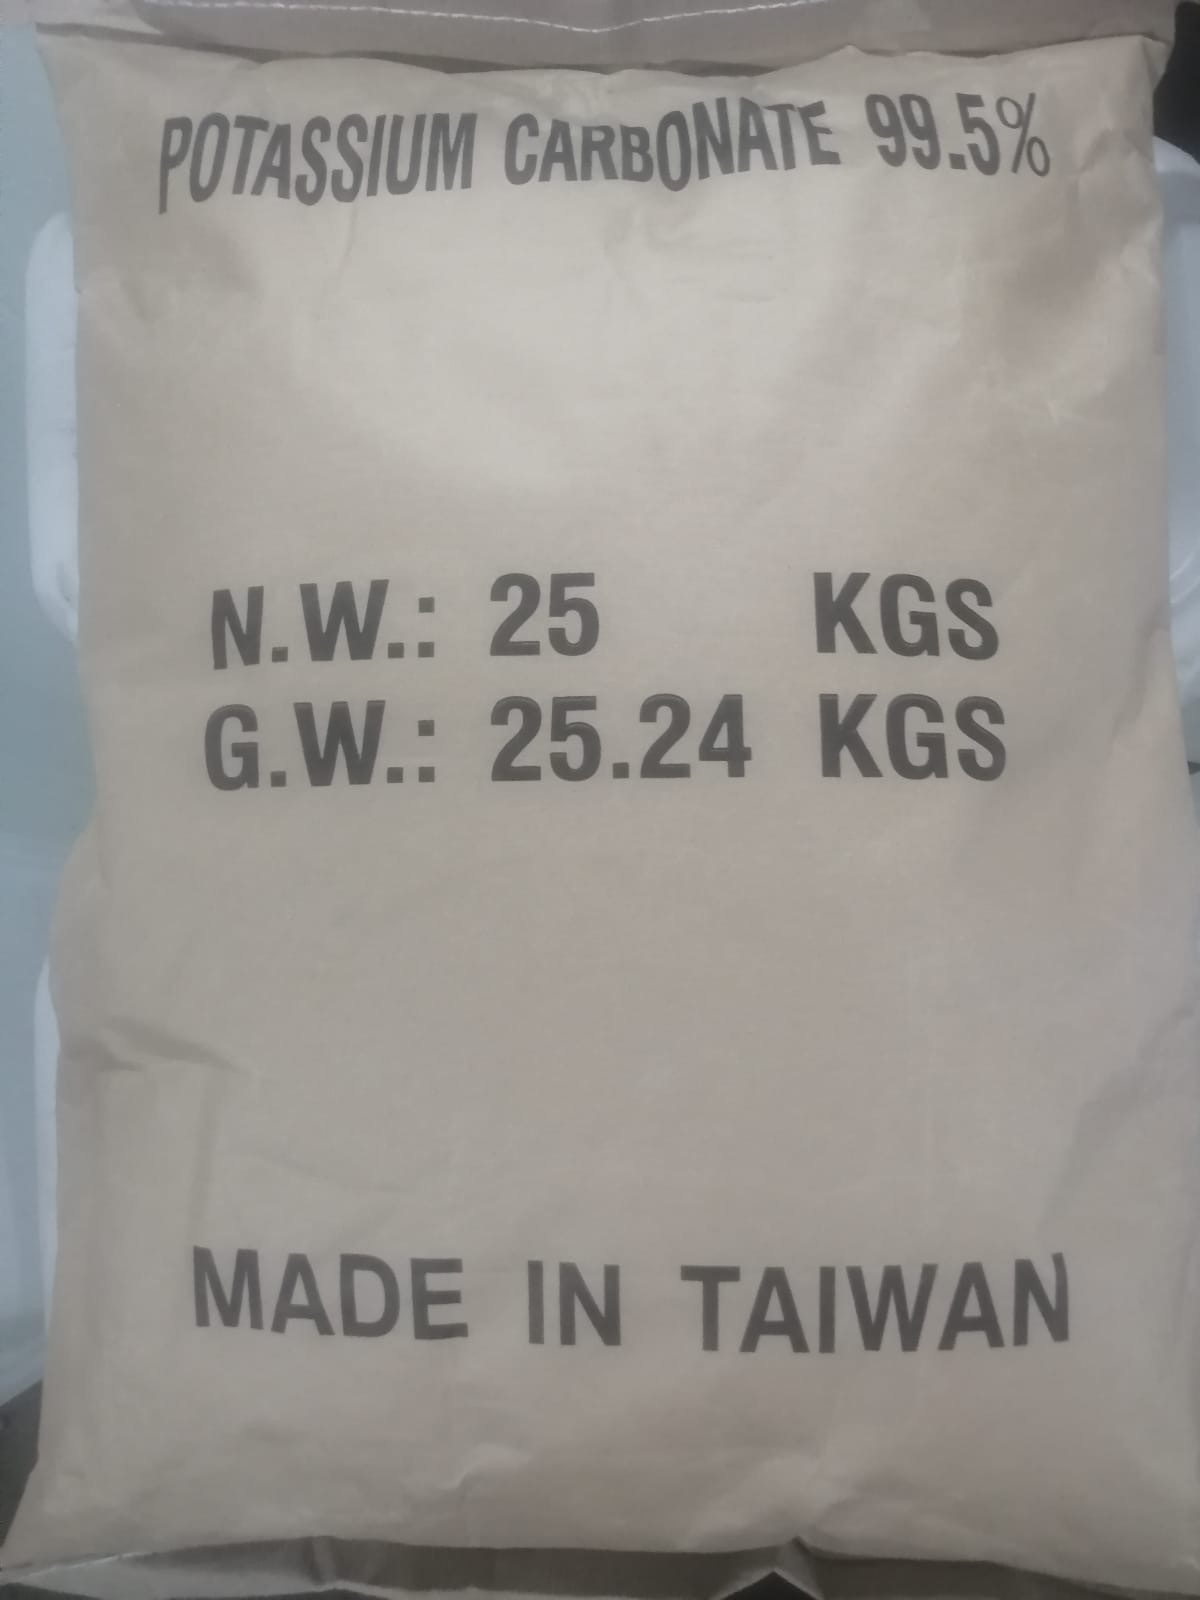 POTASSIUM CARBONATE 99.5%
N.W.: 25 KGS
G.W.: 25.24 KGS
MADE IN TAIWAN